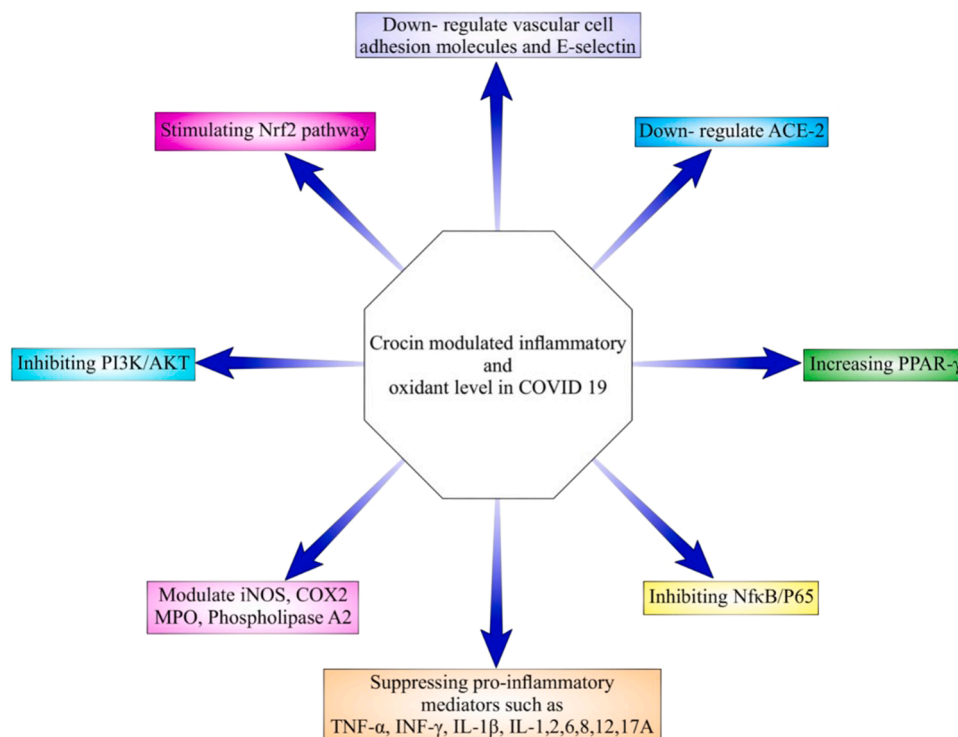 Down- regulate vascular cell
adhesion molecules and E-selectin
Stimulating Nrf2 pathway
Down- regulate ACE-2
Crocin modulated inflammatory
and
oxidant level in COVID 19
Inhibiting PI3K/AKT
Increasing PPAR-γ
Modulate iNOS, COX2
MPO, Phospholipase A2
Inhibiting NfκB/P65
Suppressing pro-inflammatory
mediators such as
TNF-α, INF-γ, IL-1β, IL-1,2,6,8,12,17A